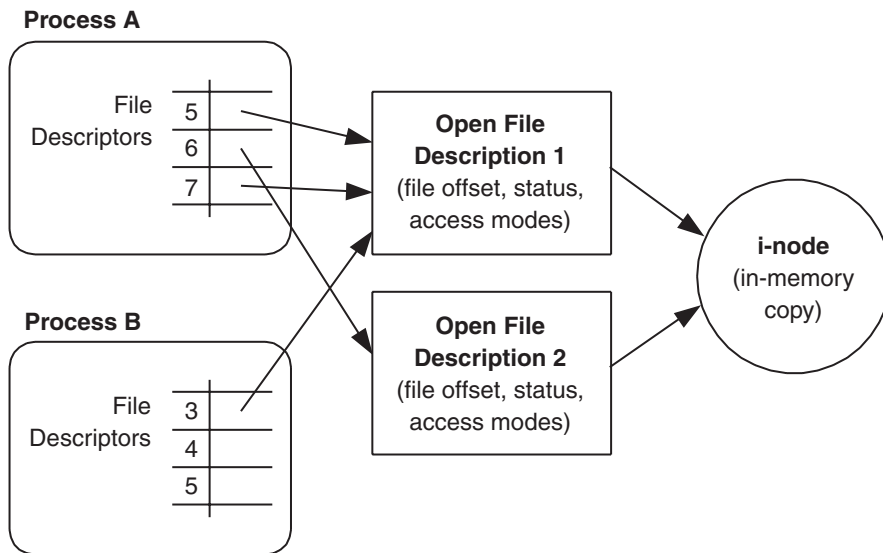 Process A
File
Descriptors
5
6
7
Open File
Description 1
(file offset, status,
access modes)
i-node
(in-memory
copy)
Process B
File
Descriptors
3
4
5
Open File
Description 2
(file offset, status,
access modes)